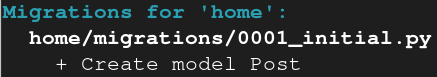 Migrations for 'home':
home/migrations/0001_initial.py
+ Create model Post